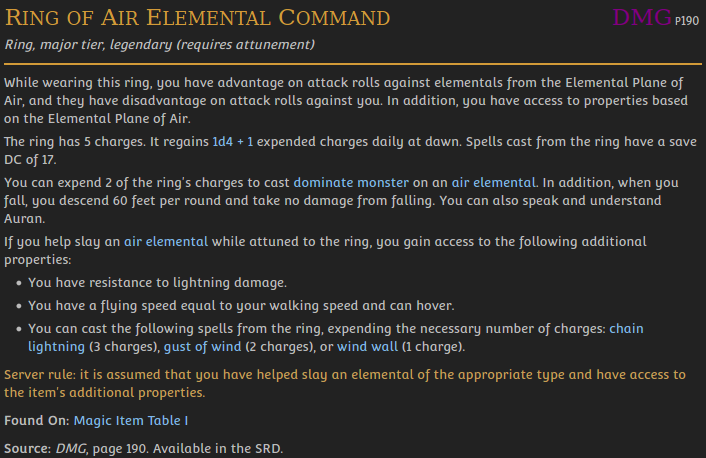 Ring of Air Elemental Command DMG P190
Ring, major tier, legendary (requires attunement)
While wearing this ring, you have advantage on attack rolls against elementals from the Elemental Plane of
Air, and they have disadvantage on attack rolls against you. In addition, you have access to properties based
on the Elemental Plane of Air.
The ring has 5 charges. It regains 1d4 + 1 expended charges daily at dawn. Spells cast from the ring have a save
DC of 17.
You can expend 2 of the ring's charges to cast dominate monster on an air elemental. In addition, when you
fall, you descend 60 feet per round and take no damage from falling. You can also speak and understand
Auran.
If you help slay an air elemental while attuned to the ring, you gain access to the following additional
properties:
• You have resistance to lightning damage.
• You have a flying speed equal to your walking speed and can hover.
• You can cast the following spells from the ring, expending the necessary number of charges: chain
lightning (3 charges), gust of wind (2 charges), or wind wall (1 charge).
Server rule: it is assumed that you have helped slay an elemental of the appropriate type and have access to
the item's additional properties.
Found On: Magic Item Table I
Source: DMG, page 190. Available in the SRD.